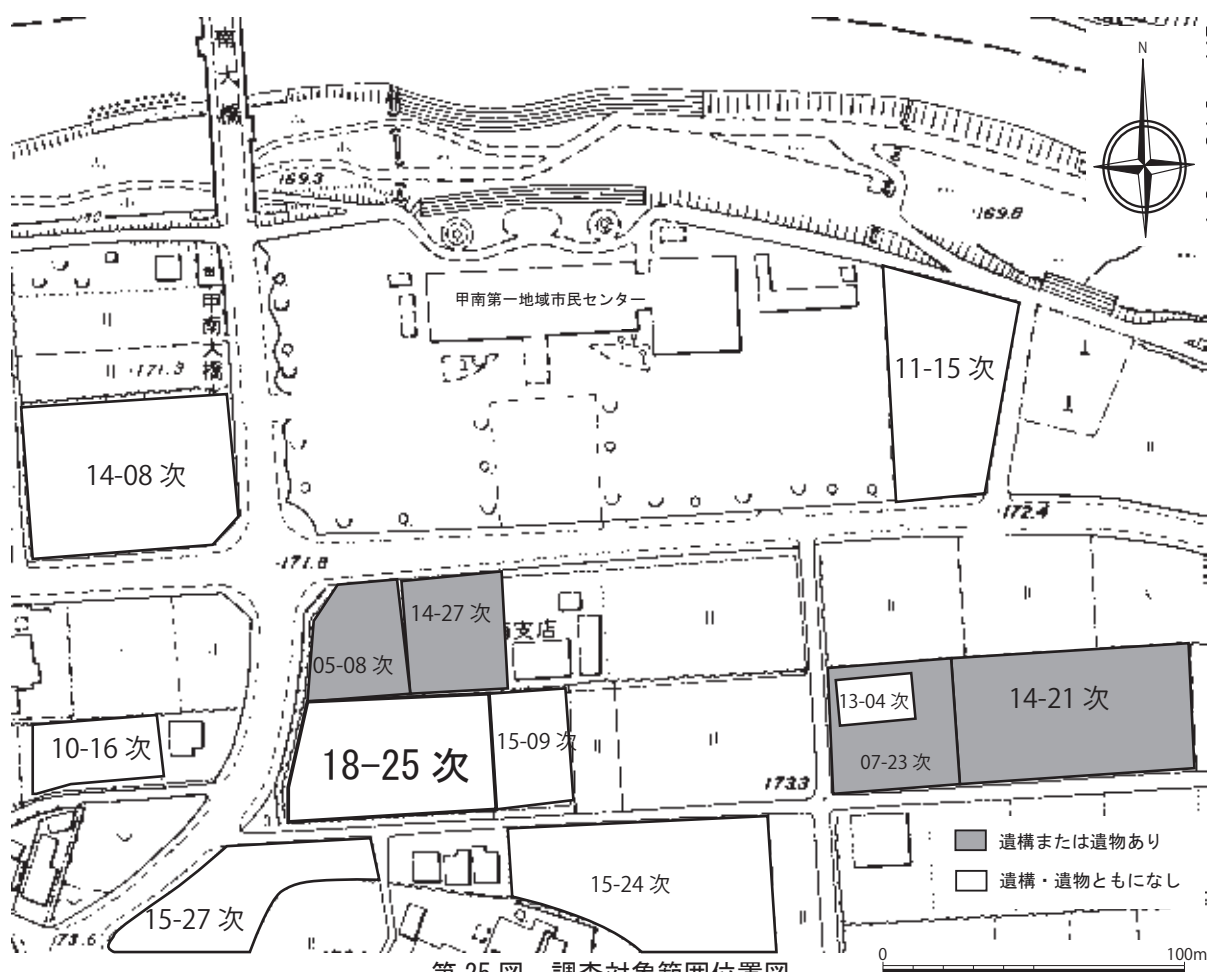 南大橋
N
169.3
169.8
甲南第一地域市民センター
甲南大橋
171.3
11-15 次
14-08 次
172.4
171.8
14-27 次
支店
05-08 次
13-04 次
14-21 次
10-16 次
15-09 次
18-25 次
07-23 次
173.3
遺構または遺物あり
遺構・遺物ともになし
15-24 次
15-27 次
173.6
第 25 図 調査対象範囲位置図
0 100m